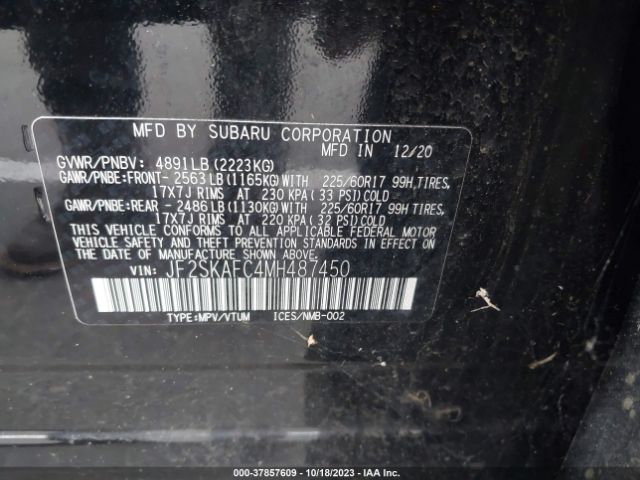 MFD BY SUBARU CORPORATION
MFD IN 12/20
GVWR/PNBV: 4891LB (2223KG)
GAWR/PNBE:FRONT- 2563LB (1165KG) WITH 225/60R17 99H TIRES,
17X7J RIMS AT 230 KPA (33 PSI) COLD
GAWR/PNBE:REAR - 2486LB (1130KG) WITH 225/60R17 99H TIRES,
17X7J RIMS AT 220 KPA (32 PSI) COLD
THIS VEHICLE CONFORMS TO ALL APPLICABLE FEDERAL MOTOR
VEHICLE SAFETY AND THEFT PREVENTION STANDARDS IN EFFECT ON
THE DATE OF MANUFACTURE SHOWN ABOVE.
VIN: JF2SKAFC4MH487450
TYPE:MPV/VTUM ICES/NMB-002
000-37857609 - 10/18/2023 - IAA Inc.